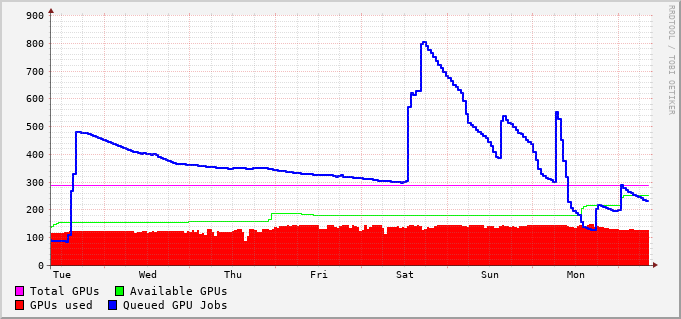 RRDTOOL / TOBI OETIKER
900
800
700
600
500
400
300
200
100
0
Tue Wed Thu Fri Sat Sun Mon
Total GPUs Available GPUs
GPUs used Queued GPU Jobs